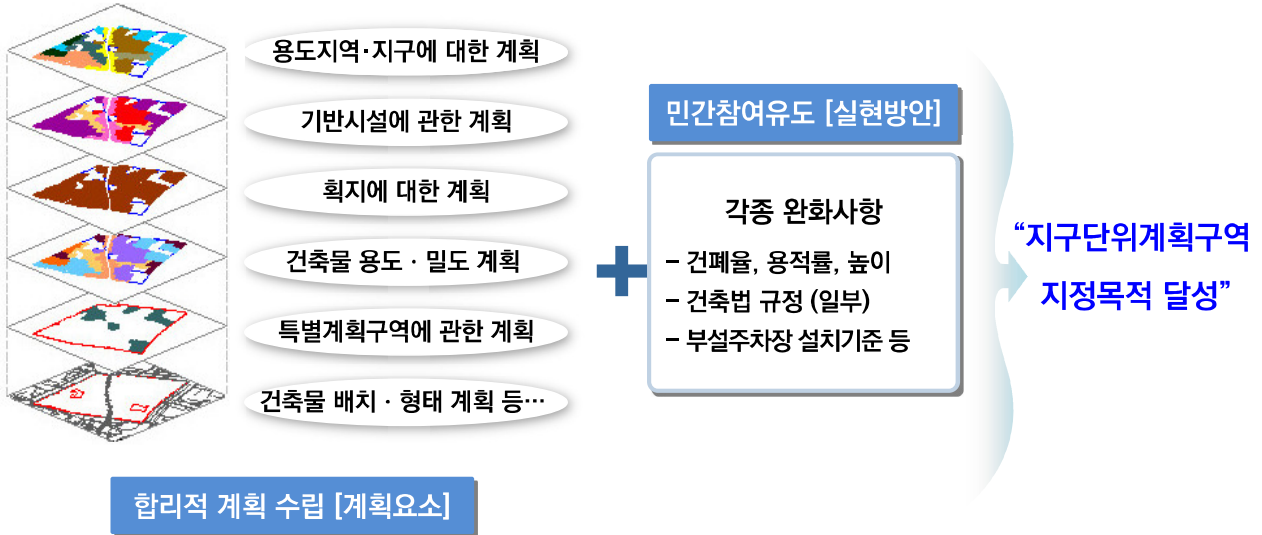 용도지역·지구에 대한 계획
기반시설에 관한 계획
획지에 대한 계획
건축물 용도 · 밀도 계획
특별계획구역에 관한 계획
건축물 배치 · 형태 계획 등…
합리적 계획 수립 [계획요소]
민간참여유도 [실현방안]
각종 완화사항
– 건폐율, 용적률, 높이
– 건축법 규정 (일부)
– 부설주차장 설치기준 등
“지구단위계획구역
지정목적 달성”